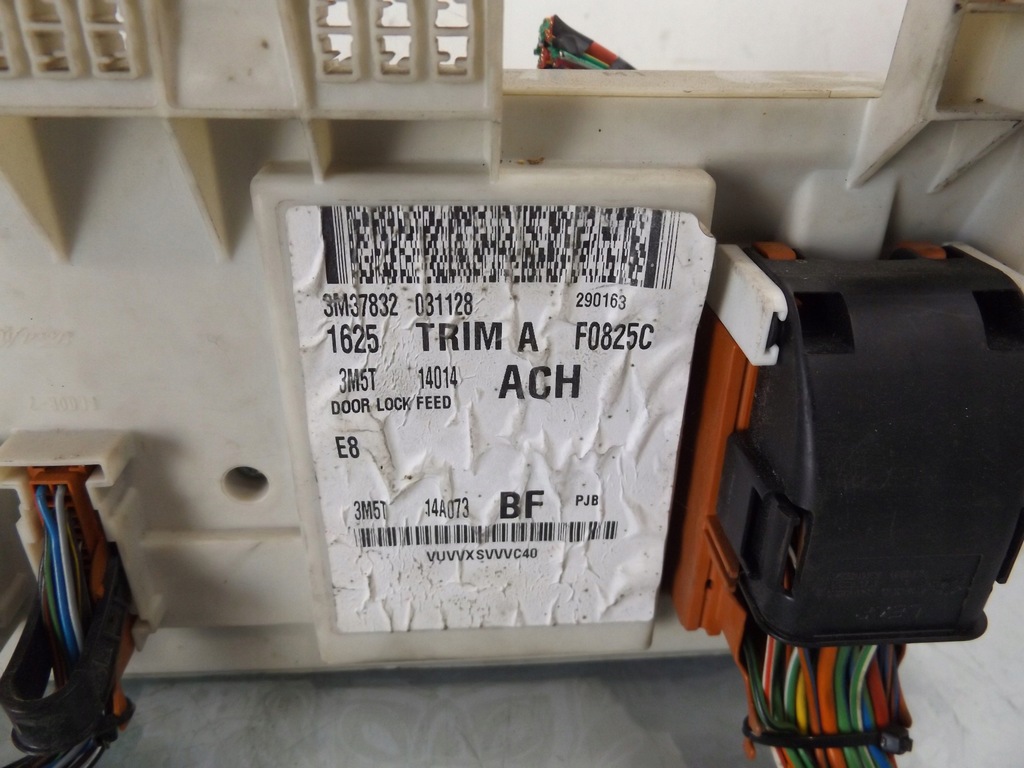 3M37832 031128 290163
1625 TRIM A F0825C
3M5T 14014 ACH
DOOR LOCK FEED
E8
3M5T 14A073 BF PJB
VUVVXSVVVC40